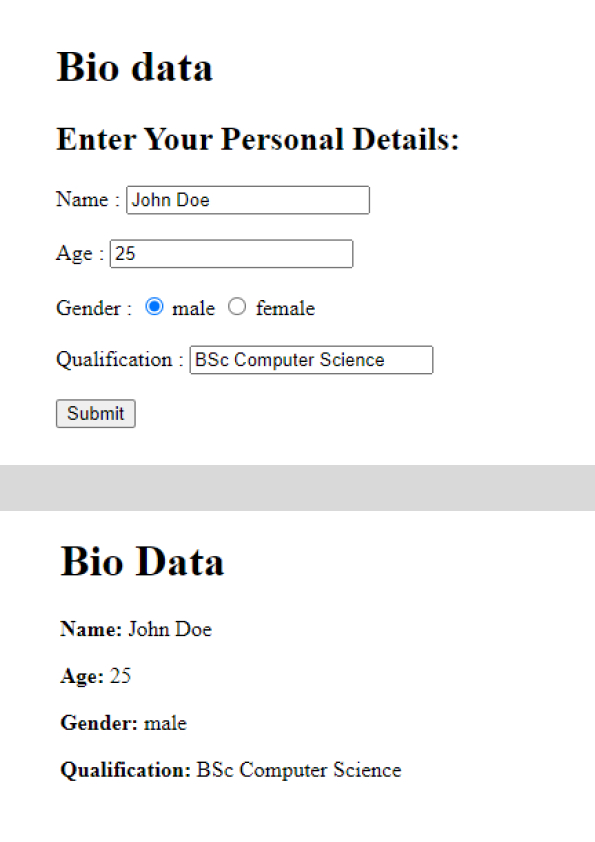 Bio data
Enter Your Personal Details:
Name : John Doe
Age : 25
Gender : male female
Qualification : BSc Computer Science
Submit
Bio Data
Name: John Doe
Age: 25
Gender: male
Qualification: BSc Computer Science